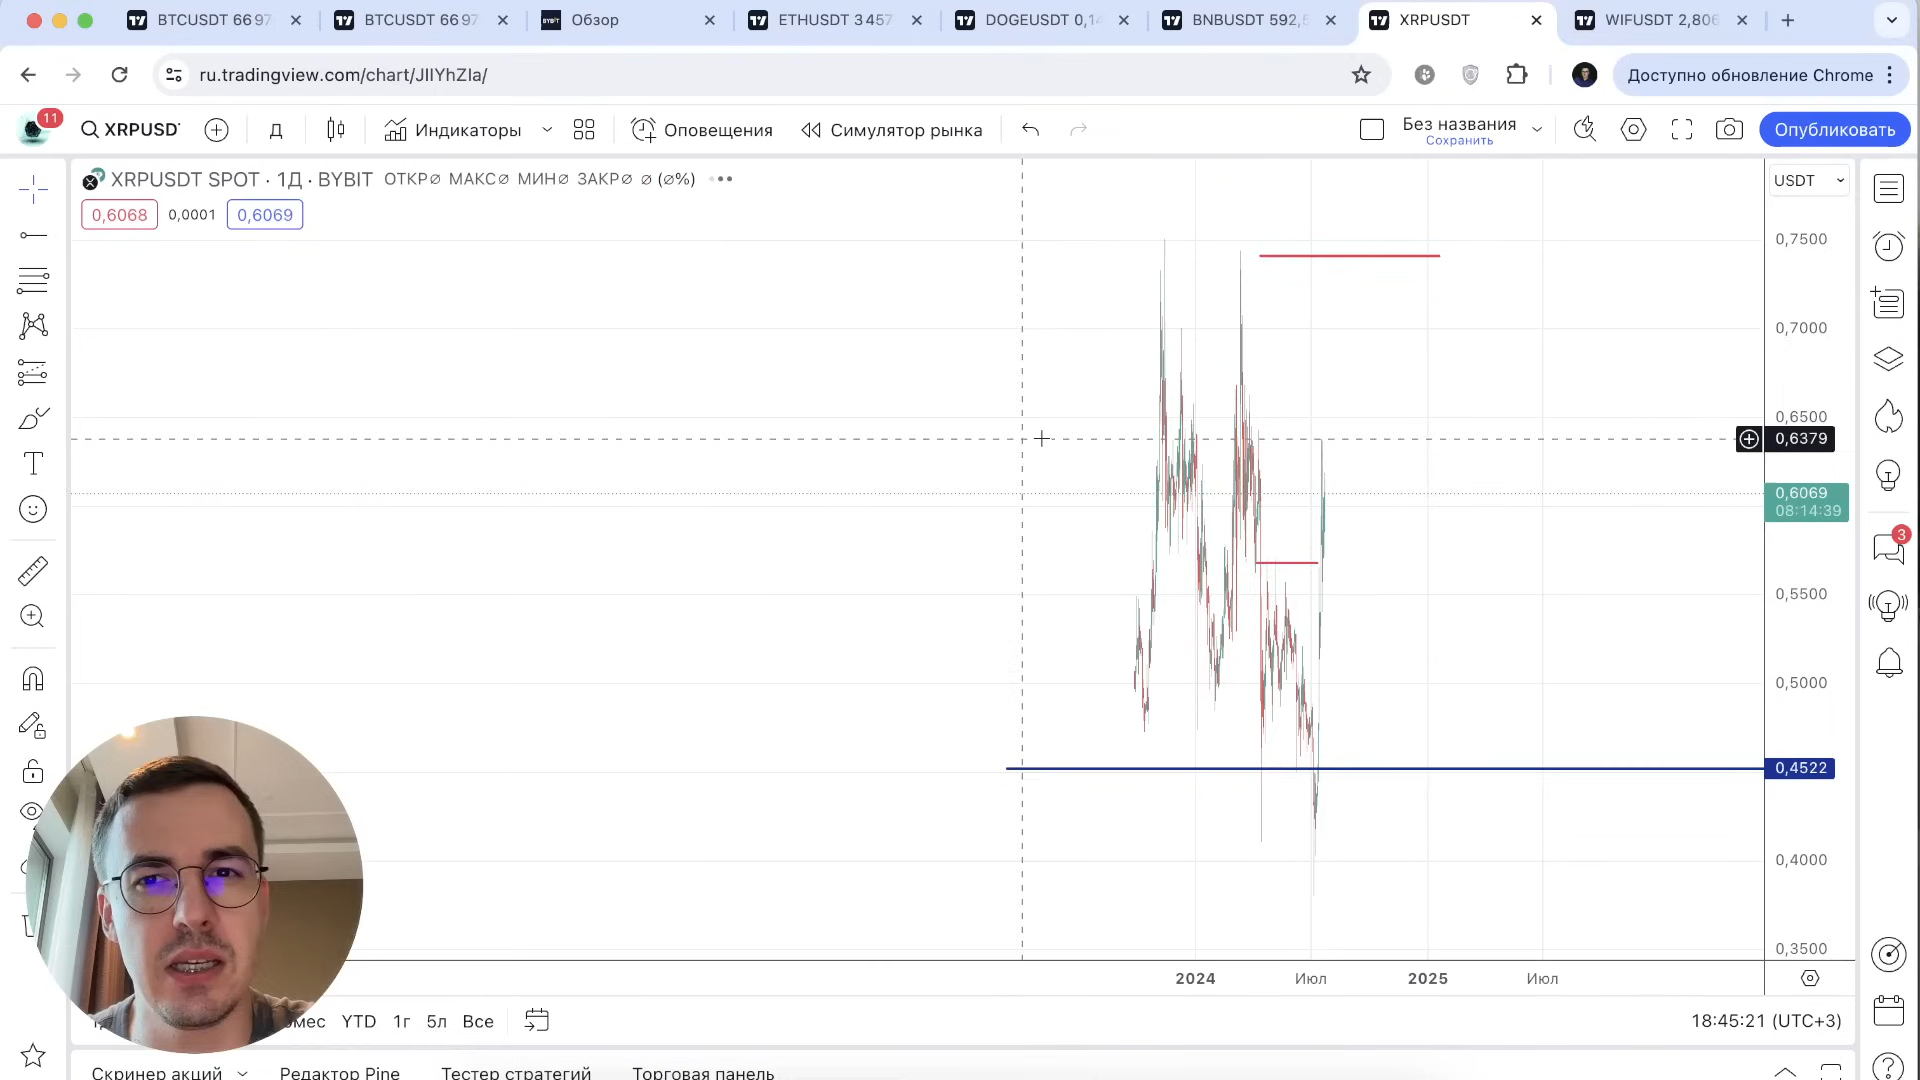 BTCUSDT 66 97
BTCUSDT 66 97
BYBIT
Обзор
ETHUSDT 3 457
DOGEUSDT 0,1
BNBUSDT 592,
XRPUSDT
WIFUSDT 2,806
ru.tradingview.com/chart/JIIYhZIa/
Доступно обновление Chrome
11
XRPUSD
Д
Индикаторы
Оповещения
Симулятор рынка
Без названия
Сохранить
Опубликовать
XRPUSDT SPOT · 1Д · BYBIT ОТКР∅ МАКС∅ МИН∅ ЗАКР∅ ∅ (∅%)
0,6068 0,0001 0,6069
USDT
0,7500
0,7000
0,6500
0,6379
0,6069
08:14:39
0,5500
0,5000
0,4522
0,4000
0,3500
3
2024 Июл 2025 Июл
мес YTD 1г 5л Все
18:45:21 (UTC+3)
Скринер акций Редактор Pine Тестер стратегий Торговая панель